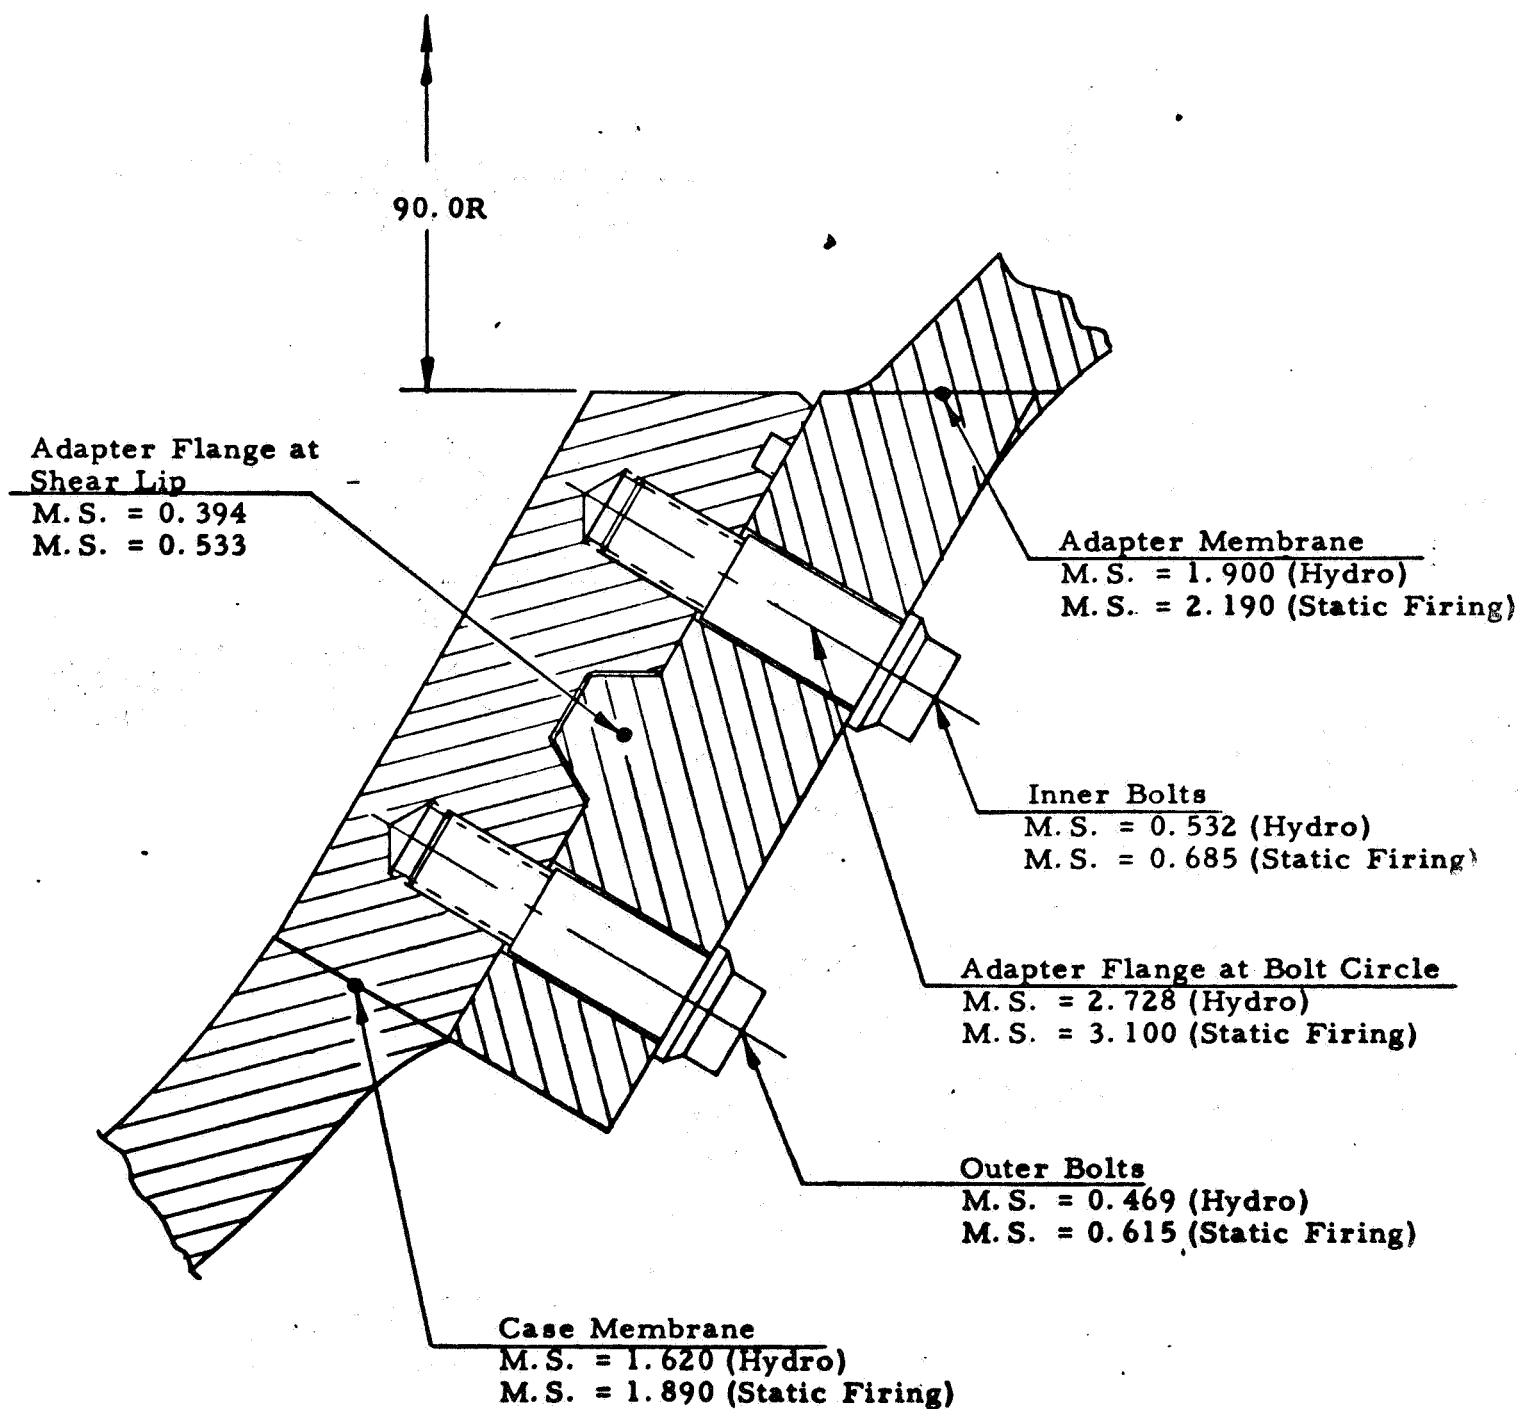 90.0R
Adapter Flange at
Shear Lip
M.S. = 0.394
M.S. = 0.533
Adapter Membrane
M.S. = 1.900 (Hydro)
M.S. = 2.190 (Static Firing)
Inner Bolts
M.S. = 0.532 (Hydro)
M.S. = 0.685 (Static Firing)
Adapter Flange at Bolt Circle
M.S. = 2.728 (Hydro)
M.S. = 3.100 (Static Firing)
Outer Bolts
M.S. = 0.469 (Hydro)
M.S. = 0.615 (Static Firing)
Case Membrane
M.S. = 1.620 (Hydro)
M.S. = 1.890 (Static Firing)